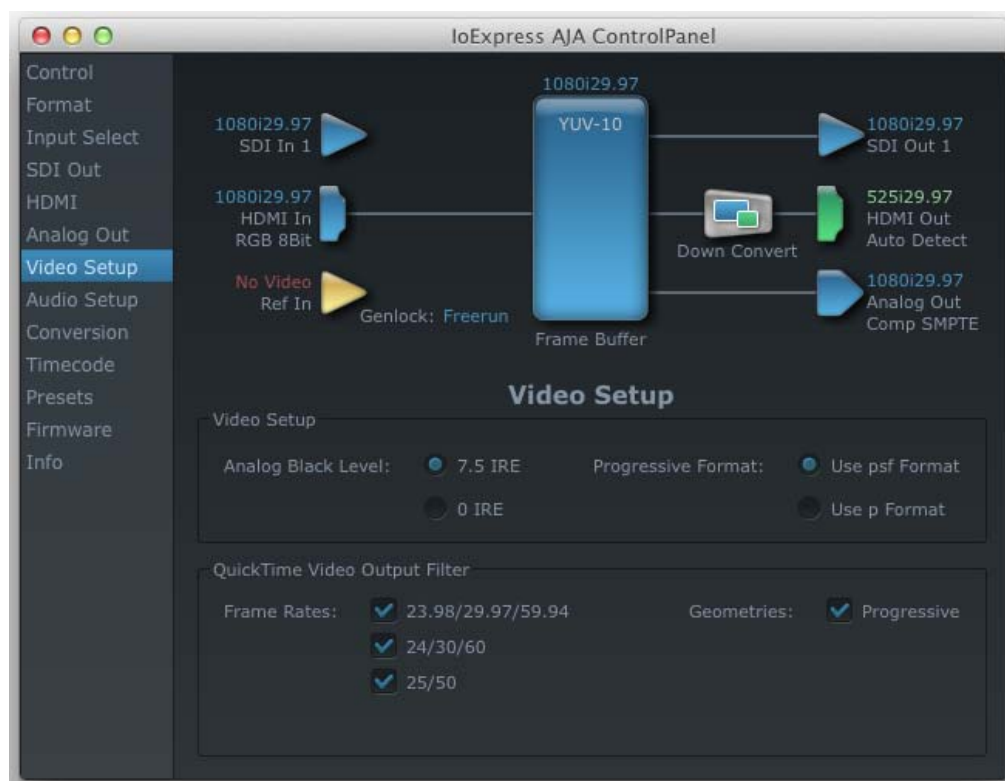 IoExpress AJA ControlPanel
Control
Format
Input Select
SDI Out
HDMI
Analog Out
Video Setup
Audio Setup
Conversion
Timecode
Presets
Firmware
Info
1080i29.97
YUV-10
Frame Buffer
1080i29.97
SDI In 1
1080i29.97
HDMI In
RGB 8Bit
No Video
Ref In
Genlock: Freerun
Down Convert
1080i29.97
SDI Out 1
525i29.97
HDMI Out
Auto Detect
1080i29.97
Analog Out
Comp SMPTE
Video Setup
Video Setup
Analog Black Level:
7.5 IRE
0 IRE
Progressive Format:
Use psf Format
Use p Format
QuickTime Video Output Filter
Frame Rates:
23.98/29.97/59.94
24/30/60
25/50
Geometries:
Progressive